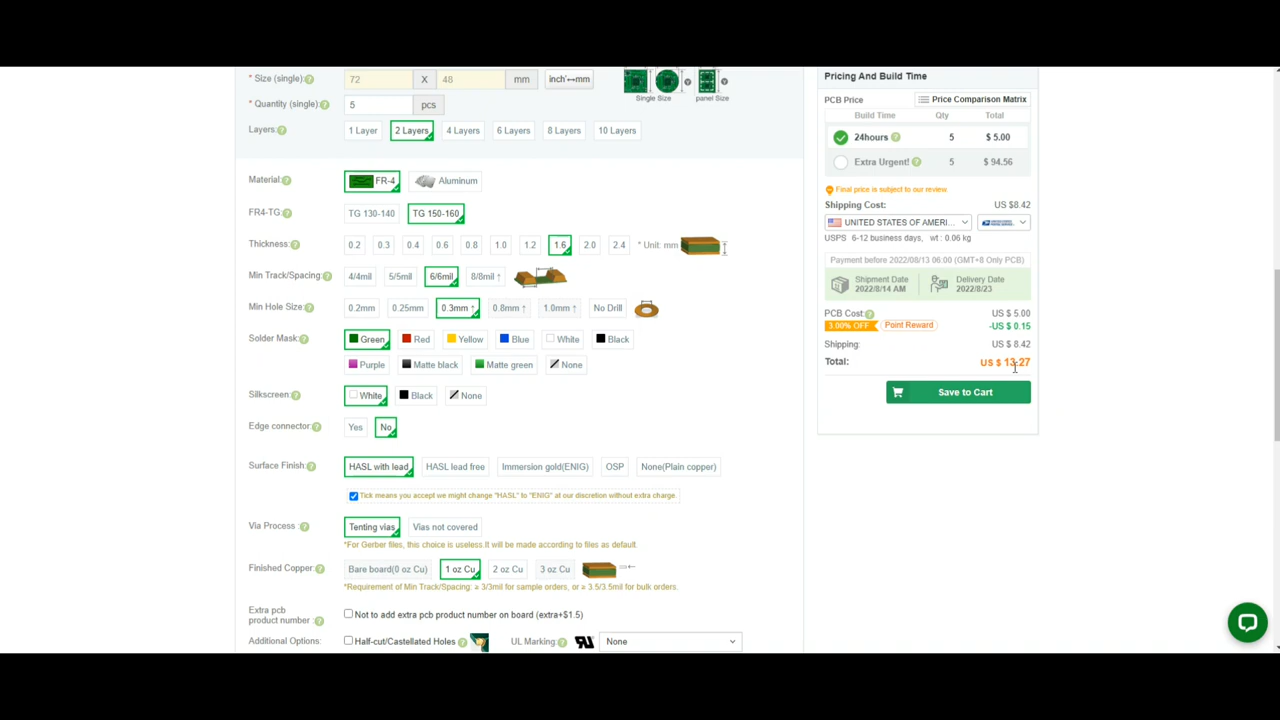 * Size (single): 72 X 48 mm inch↔mm Single Size panel Size
* Quantity (single): 5 pcs
Layers: 1 Layer 2 Layers 4 Layers 6 Layers 8 Layers 10 Layers
Material: FR-4 Aluminum
FR4-TG: TG 130-140 TG 150-160
Thickness: 0.2 0.3 0.4 0.6 0.8 1.0 1.2 1.6 2.0 2.4 * Unit: mm
Min Track/Spacing: 4/4mil 5/5mil 6/6mil 8/8mil ↑
Min Hole Size: 0.2mm 0.25mm 0.3mm ↑ 0.8mm ↑ 1.0mm ↑ No Drill
Solder Mask: Green Red Yellow Blue White Black
Purple Matte black Matte green None
Silkscreen: White Black None
Edge connector: Yes No
Surface Finish: HASL with lead HASL lead free Immersion gold(ENIG) OSP None(Plain copper)
Tick means you accept we might change "HASL" to "ENIG" at our discretion without extra charge.
Via Process : Tenting vias Vias not covered
*For Gerber files, this choice is useless.It will be made according to files as default.
Finished Copper: Bare board(0 oz Cu) 1 oz Cu 2 oz Cu 3 oz Cu
*Requirement of Min Track/Spacing: ≥ 3/3mil for sample orders, or ≥ 3.5/3.5mil for bulk orders.
Extra pcb
product number : Not to add extra pcb product number on board (extra+$1.5)
Additional Options: Half-cut/Castellated Holes UL Marking: None
Pricing And Build Time
PCB Price Price Comparison Matrix
Build Time Qty Total
24hours 5 $ 5.00
Extra Urgent! 5 $ 94.56
Final price is subject to our review.
Shipping Cost: US $8.42
UNITED STATES OF AMERI...
USPS 6-12 business days, wt : 0.06 kg
Payment before 2022/08/13 06:00 (GMT+8 Only PCB)
Shipment Date Delivery Date
2022/8/14 AM 2022/8/23
PCB Cost: US $ 5.00
3.00% OFF Point Reward -US $ 0.15
Shipping: US $ 8.42
Total: US $ 13.27
Save to Cart